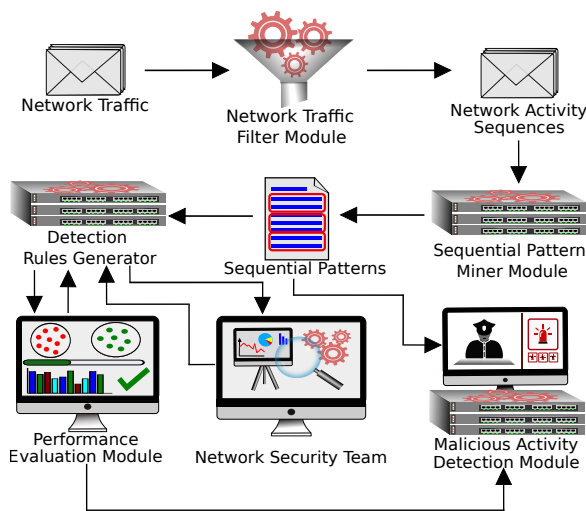 Network Traffic
Network Traffic
Filter Module
Network Activity
Sequences
Detection
Rules Generator
Sequential Patterns
Sequential Pattern
Miner Module
Performance
Evaluation Module
Network Security Team
Malicious Activity
Detection Module